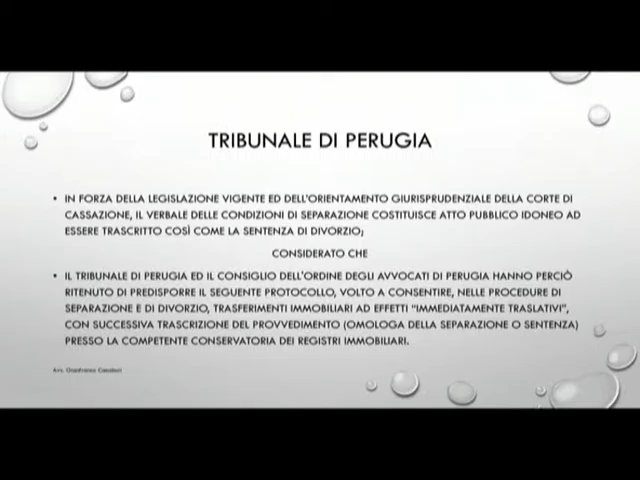 TRIBUNALE DI PERUGIA
• IN FORZA DELLA LEGISLAZIONE VIGENTE ED DELL'ORIENTAMENTO GIURISPRUDENZIALE DELLA CORTE DI
CASSAZIONE, IL VERBALE DELLE CONDIZIONI DI SEPARAZIONE COSTITUISCE ATTO PUBBLICO IDONEO AD
ESSERE TRASCRITTO COSÌ COME LA SENTENZA DI DIVORZIO;
CONSIDERATO CHE
• IL TRIBUNALE DI PERUGIA ED IL CONSIGLIO DELL'ORDINE DEGLI AVVOCATI DI PERUGIA HANNO PERCIÒ
RITENUTO DI PREDISPORRE IL SEGUENTE PROTOCOLLO, VOLTO A CONSENTIRE, NELLE PROCEDURE DI
SEPARAZIONE E DI DIVORZIO, TRASFERIMENTI IMMOBILIARI AD EFFETTI "IMMEDIATAMENTE TRASLATIVI",
CON SUCCESSIVA TRASCRIZIONE DEL PROVVEDIMENTO (OMOLOGA DELLA SEPARAZIONE O SENTENZA)
PRESSO LA COMPETENTE CONSERVATORIA DEI REGISTRI IMMOBILIARI.
Avv. Gianfranco